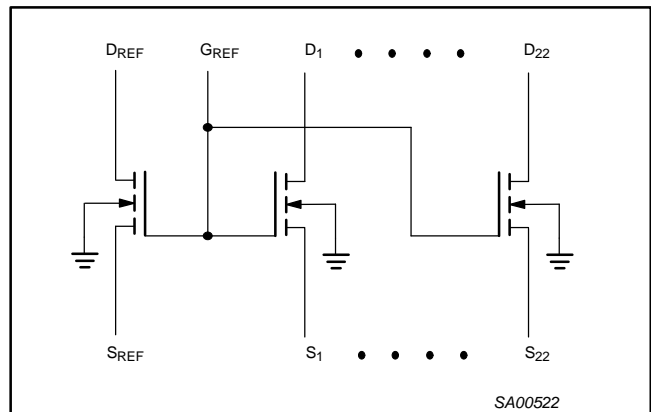 DREF GREF D1 • • • • D22
SREF S1 • • • • S22
SA00522